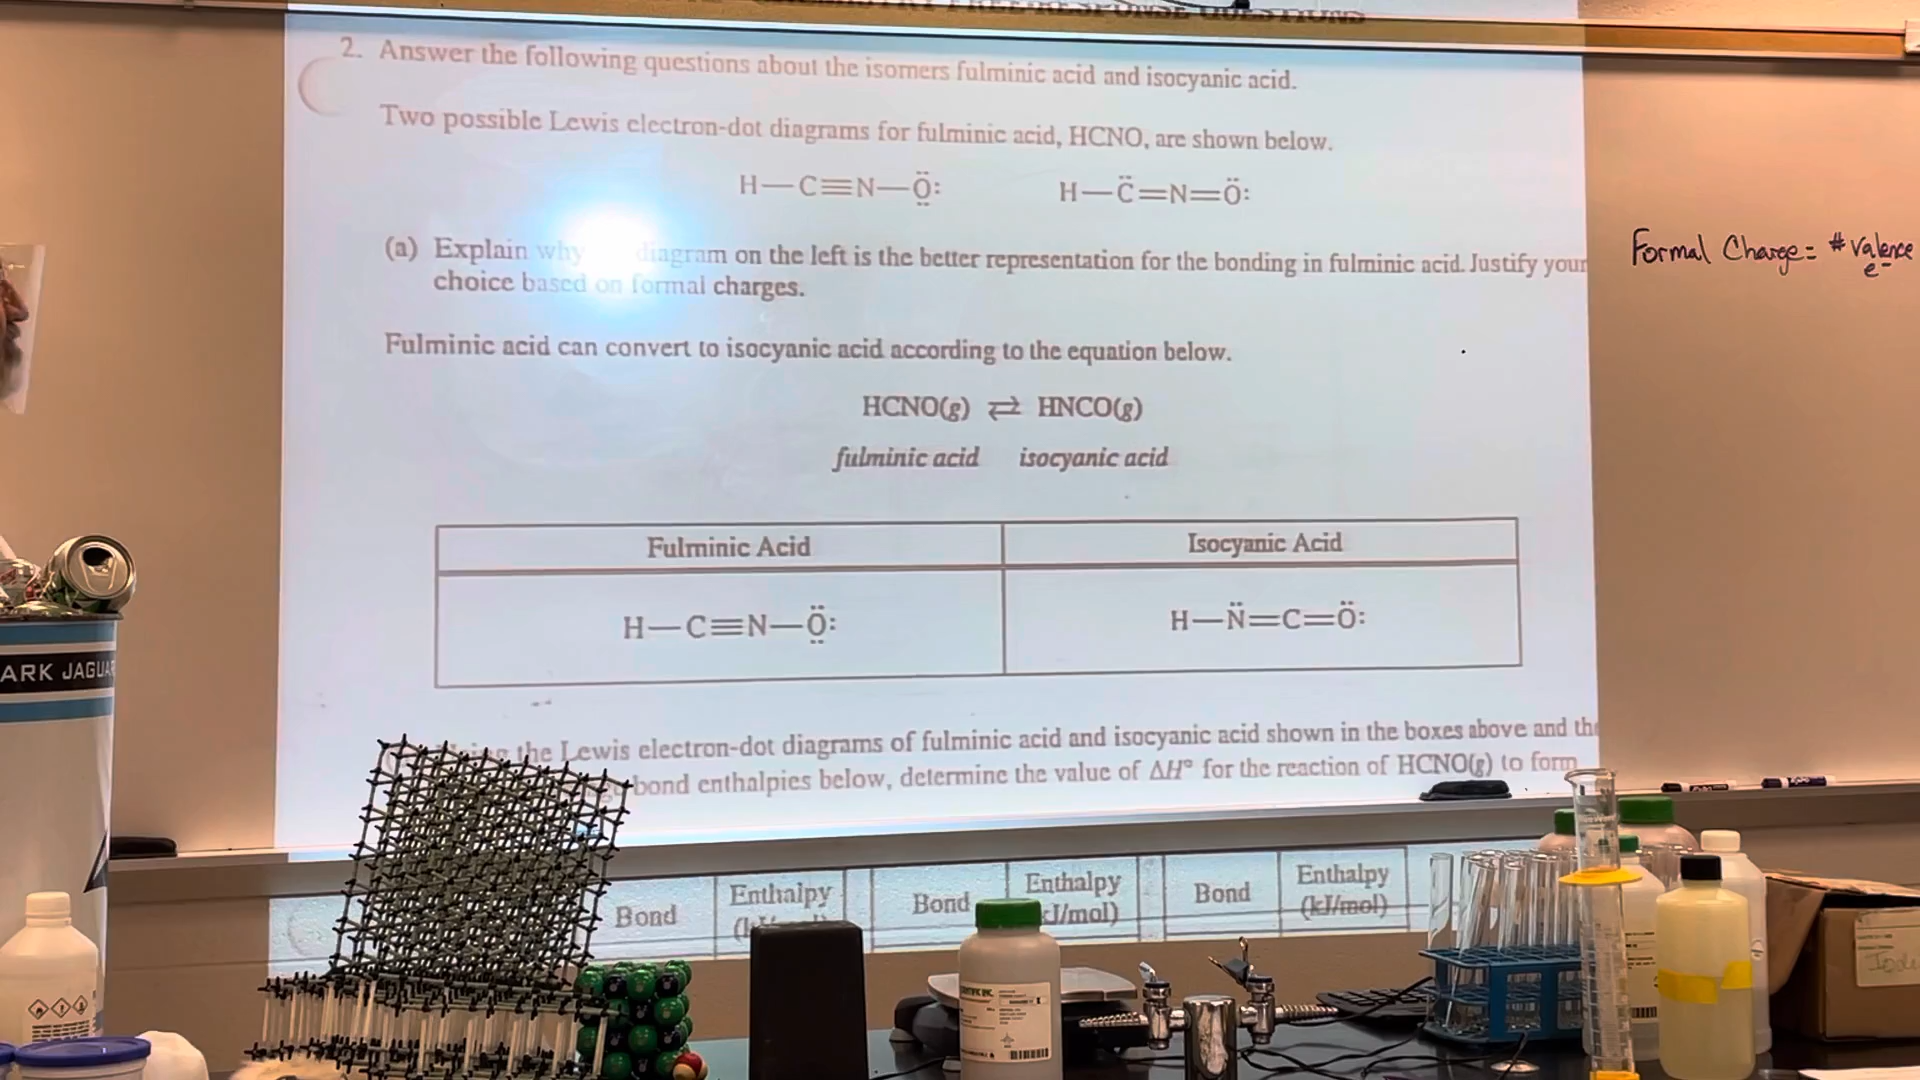 FREE-RESPONSE QUESTIONS
2. Answer the following questions about the isomers fulminic acid and isocyanic acid.
Two possible Lewis electron-dot diagrams for fulminic acid, HCNO, are shown below.
H—C≡N—Ö: H—C̈=N=Ö:
(a) Explain why diagram on the left is the better representation for the bonding in fulminic acid. Justify your
choice based on formal charges.
Formal Charge = # valence
e⁻
Fulminic acid can convert to isocyanic acid according to the equation below.
HCNO(g) ⇄ HNCO(g)
fulminic acid isocyanic acid
Fulminic Acid Isocyanic Acid
H—C≡N—Ö: H—N̈=C=Ö:
the Lewis electron-dot diagrams of fulminic acid and isocyanic acid shown in the boxes above and the
bond enthalpies below, determine the value of ΔH° for the reaction of HCNO(g) to form
ARK JAGUAR
Bond Enthalpy Bond Enthalpy Bond Enthalpy
kJ/mol) (kJ/mol)